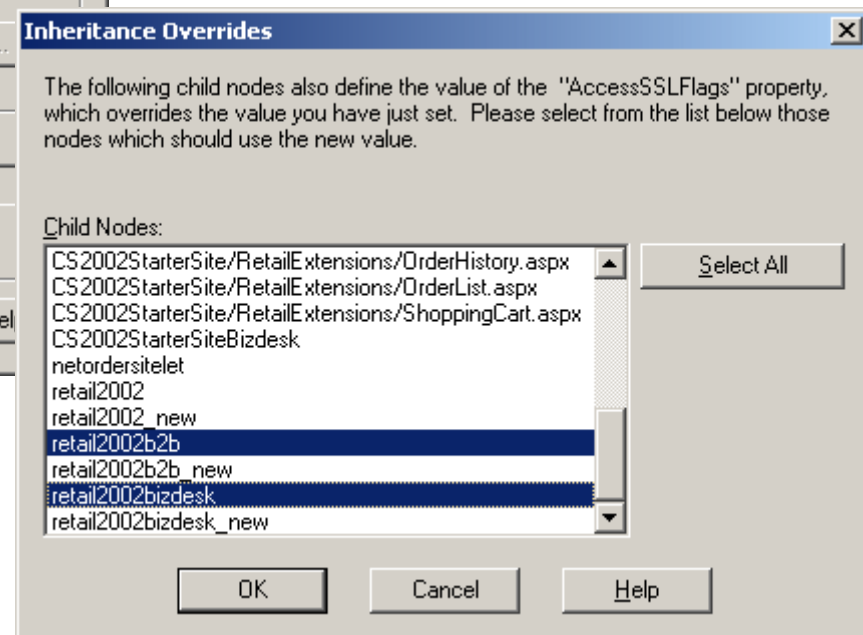 Inheritance Overrides
The following child nodes also define the value of the "AccessSSLFlags" property,
which overrides the value you have just set. Please select from the list below those
nodes which should use the new value.
Child Nodes:
CS2002StarterSite/RetailExtensions/OrderHistory.aspx
CS2002StarterSite/RetailExtensions/OrderList.aspx
CS2002StarterSite/RetailExtensions/ShoppingCart.aspx
CS2002StarterSiteBizdesk
netordersitelet
retail2002
retail2002_new
retail2002b2b
retail2002b2b_new
retail2002bizdesk
retail2002bizdesk_new
Select All
OK
Cancel
Help